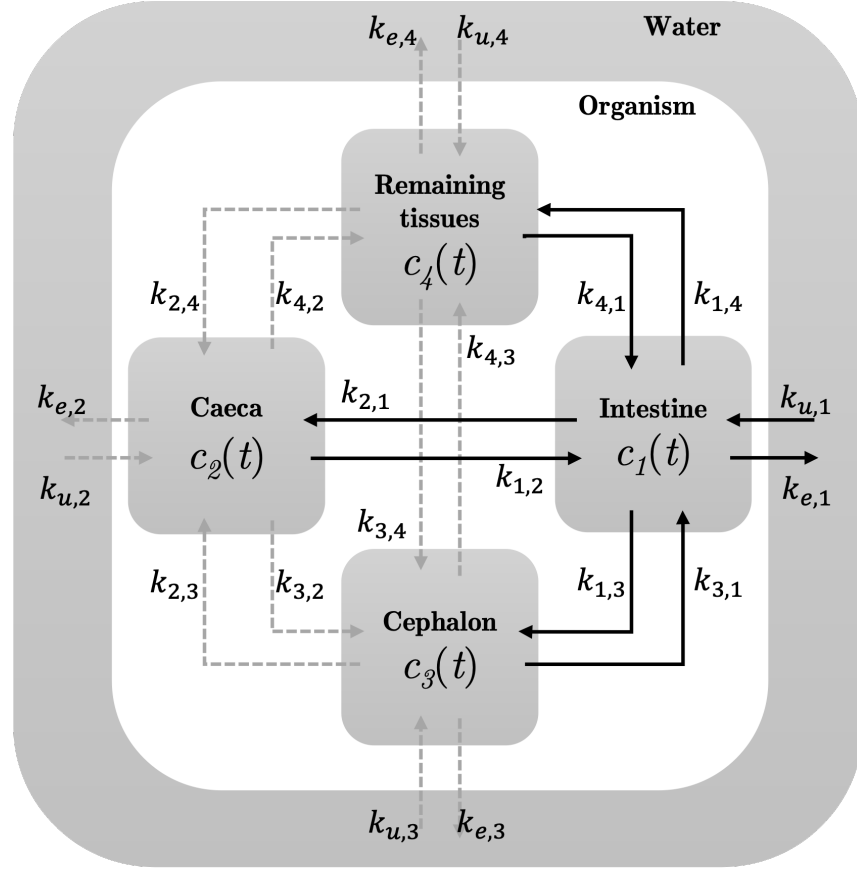 Water
k_{e,4}
k_{u,4}
Organism
Remaining
tissues
c_4(t)
k_{2,4}
k_{4,2}
k_{4,1}
k_{1,4}
k_{4,3}
k_{e,2}
Caeca
c_2(t)
k_{u,2}
k_{2,1}
k_{1,2}
Intestine
c_1(t)
k_{u,1}
k_{e,1}
k_{3,4}
k_{2,3}
k_{3,2}
k_{1,3}
k_{3,1}
Cephalon
c_3(t)
k_{u,3}
k_{e,3}